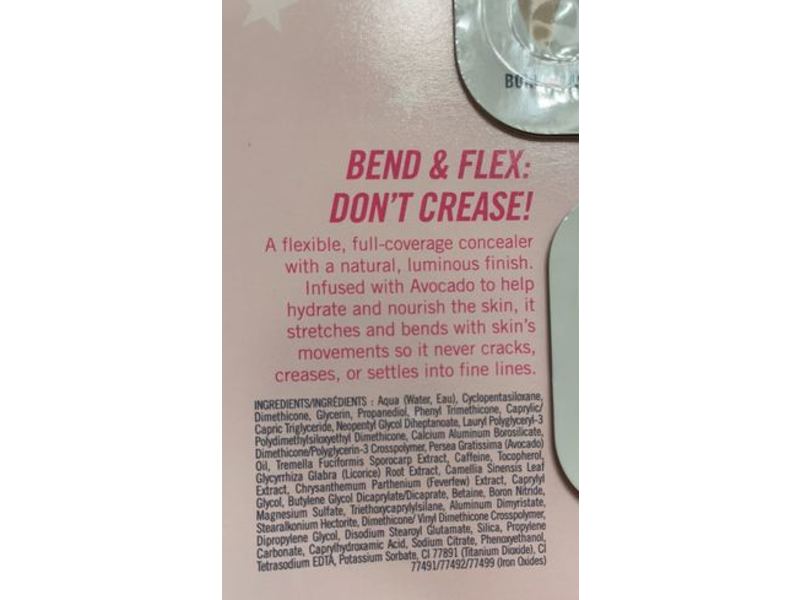 BEND & FLEX:
DON'T CREASE!
A flexible, full-coverage concealer
with a natural, luminous finish.
Infused with Avocado to help
hydrate and nourish the skin, it
stretches and bends with skin's
movements so it never cracks,
creases, or settles into fine lines.
INGREDIENTS/INGRÉDIENTS : Aqua (Water, Eau), Cyclopentasiloxane,
Dimethicone, Glycerin, Propanediol, Phenyl Trimethicone, Caprylic/
Capric Triglyceride, Neopentyl Glycol Diheptanoate, Lauryl Polyglyceryl-3
Polydimethylsiloxyethyl Dimethicone, Calcium Aluminum Borosilicate,
Dimethicone/Polyglycerin-3 Crosspolymer, Persea Gratissima (Avocado)
Oil, Tremella Fuciformis Sporocarp Extract, Caffeine, Tocopherol,
Glycyrrhiza Glabra (Licorice) Root Extract, Camellia Sinensis Leaf
Extract, Chrysanthemum Parthenium (Feverfew) Extract, Caprylyl
Glycol, Butylene Glycol Dicaprylate/Dicaprate, Betaine, Boron Nitride,
Magnesium Sulfate, Triethoxycaprylylsilane, Aluminum Dimyristate,
Stearalkonium Hectorite, Dimethicone/ Vinyl Dimethicone Crosspolymer,
Dipropylene Glycol, Disodium Stearoyl Glutamate, Silica, Propylene
Carbonate, Caprylhydroxamic Acid, Sodium Citrate, Phenoxyethanol,
Tetrasodium EDTA, Potassium Sorbate, CI 77891 (Titanium Dioxide), CI
77491/77492/77499 (Iron Oxides)